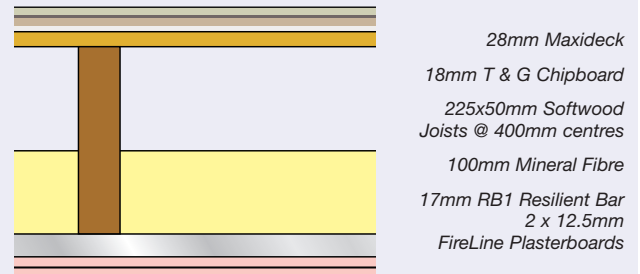 28mm Maxideck
18mm T & G Chipboard
225x50mm Softwood
Joists @ 400mm centres
100mm Mineral Fibre
17mm RB1 Resilient Bar
2 x 12.5mm
FireLine Plasterboards